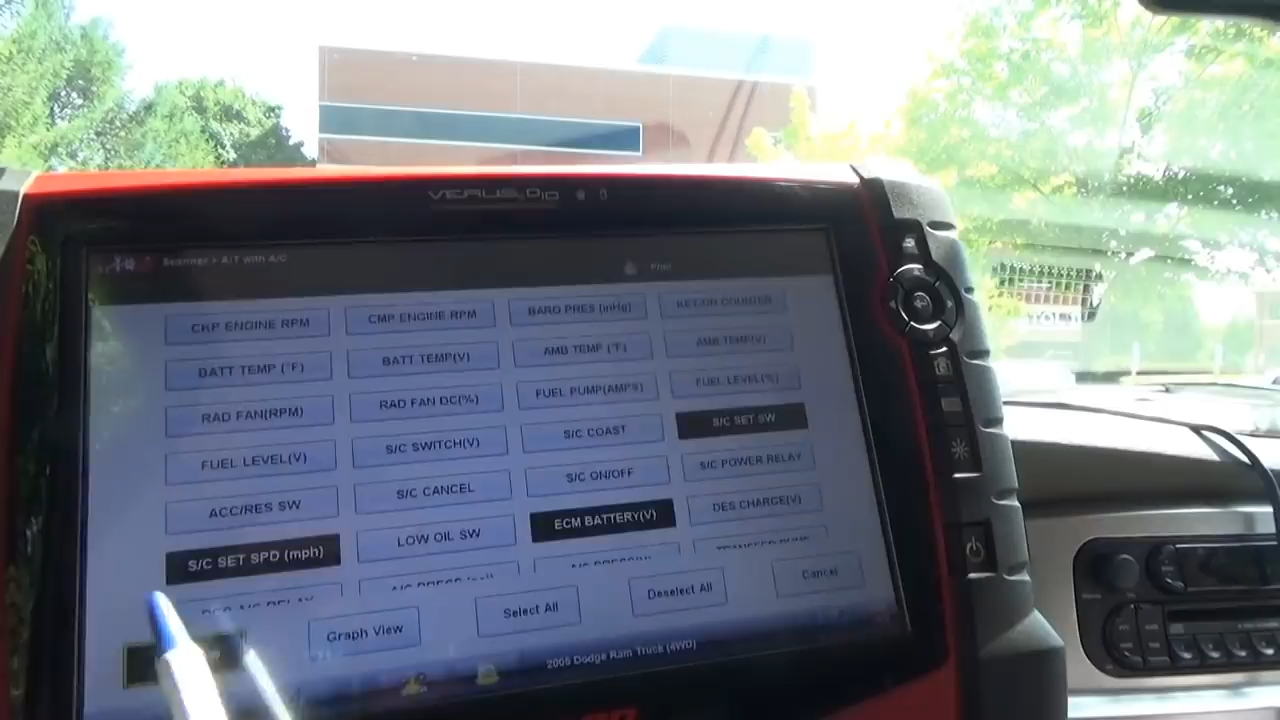 VERUS PRO
Scanner > A/T with A/C
Print
CKP ENGINE RPM
CMP ENGINE RPM
BARO PRES (inHg)
KEY-ON COUNTER
BATT TEMP (°F)
BATT TEMP(V)
AMB TEMP (°F)
AMB TEMP(V)
RAD FAN(RPM)
RAD FAN DC(%)
FUEL PUMP(AMPS)
FUEL LEVEL(%)
FUEL LEVEL(V)
S/C SWITCH(V)
S/C COAST
S/C SET SW
ACC/RES SW
S/C CANCEL
S/C ON/OFF
S/C POWER RELAY
S/C SET SPD (mph)
LOW OIL SW
ECM BATTERY(V)
DES CHARGE(V)
Graph View
Select All
Deselect All
Cancel
2006 Dodge Ram Truck (4WD)